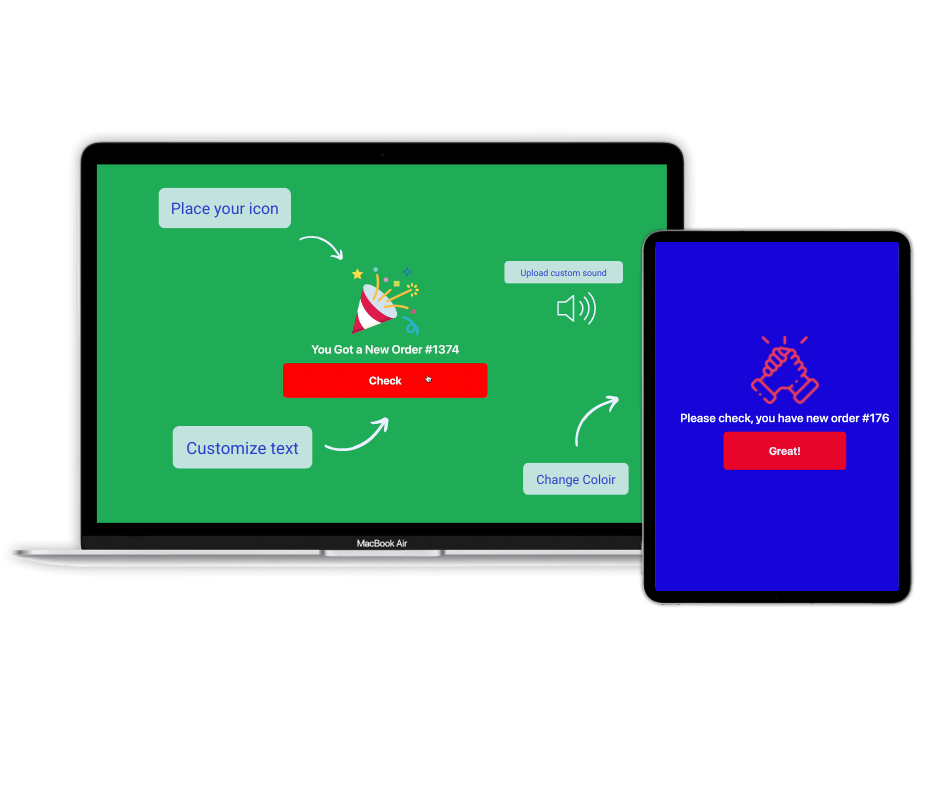 Place your icon
Upload custom sound
You Got a New Order #1374
Check
Customize text
Change Coloir
MacBook Air
Please check, you have new order #176
Great!